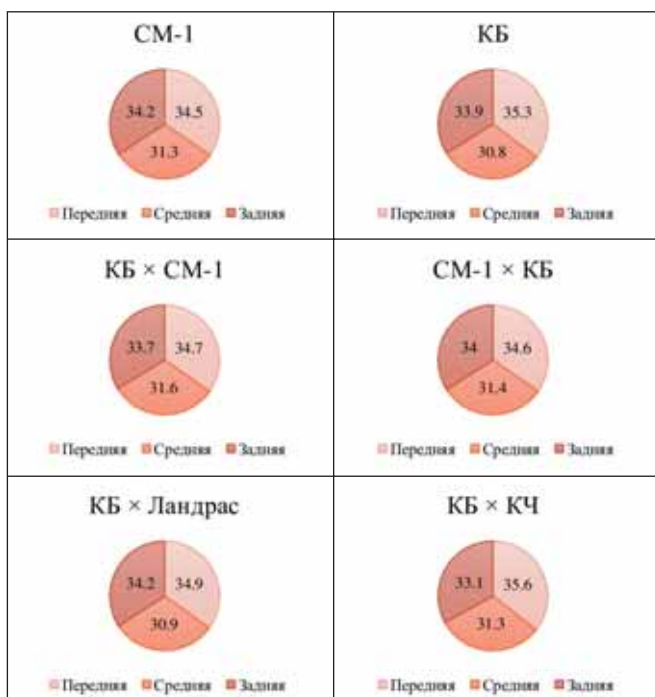 СМ-1
34.2 34.5
31.3
Передняя Средняя Задняя
КБ
33.9 35.3
30.8
Передняя Средняя Задняя
КБ × СМ-1
33.7 34.7
31.6
Передняя Средняя Задняя
СМ-1 × КБ
34 34.6
31.4
Передняя Средняя Задняя
КБ × Ландрас
34.2 34.9
30.9
Передняя Средняя Задняя
КБ × КЧ
33.1 35.6
31.3
Передняя Средняя Задняя